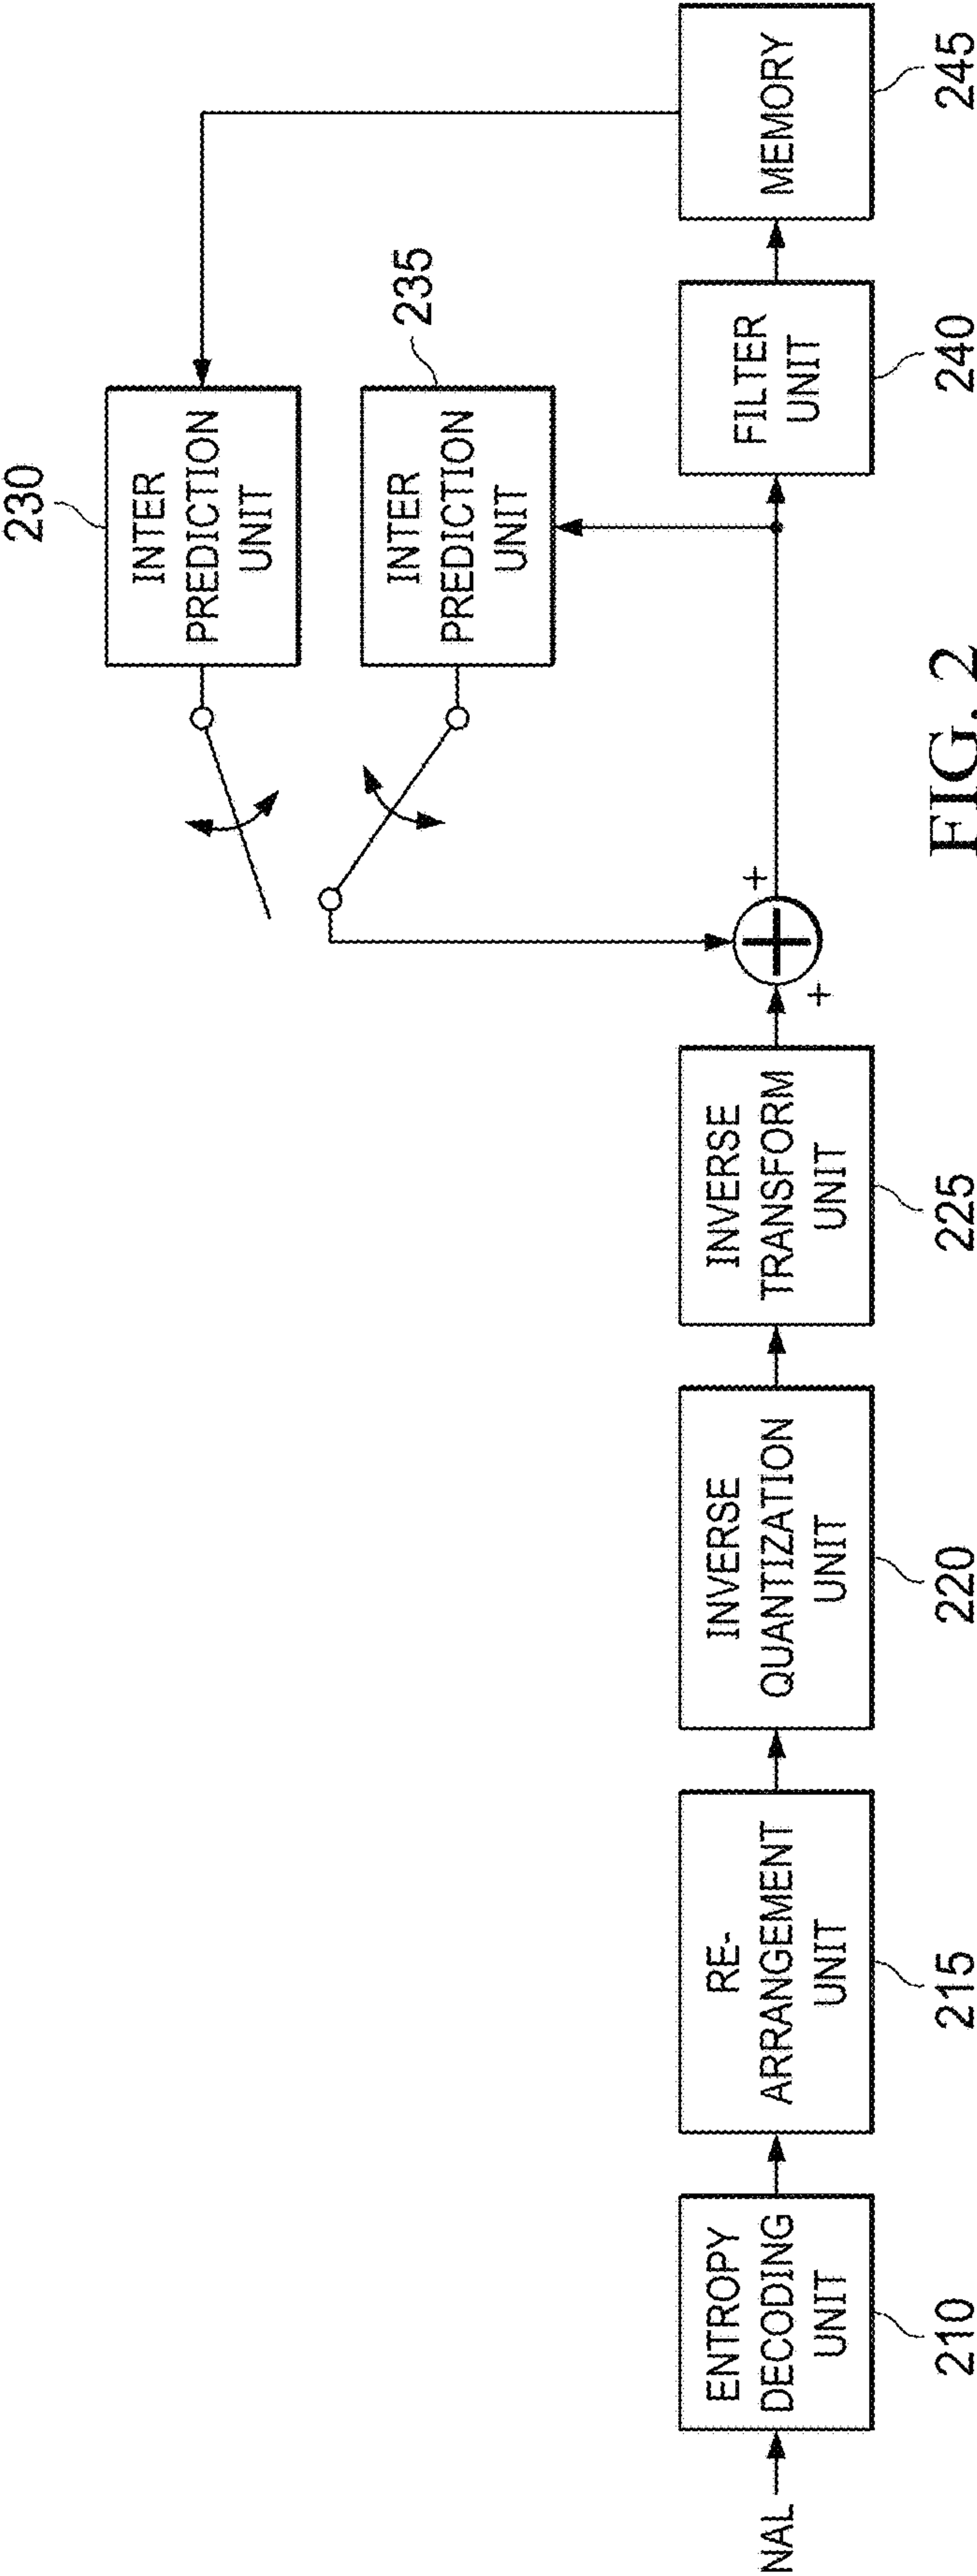 230
INTER
PREDICTION
UNIT
235
INTER
PREDICTION
UNIT
NAL
ENTROPY
DECODING
UNIT
210
RE-
ARRANGEMENT
UNIT
215
INVERSE
QUANTIZATION
UNIT
220
INVERSE
TRANSFORM
UNIT
225
+
+
FILTER
UNIT
240
MEMORY
245
FIG. 2